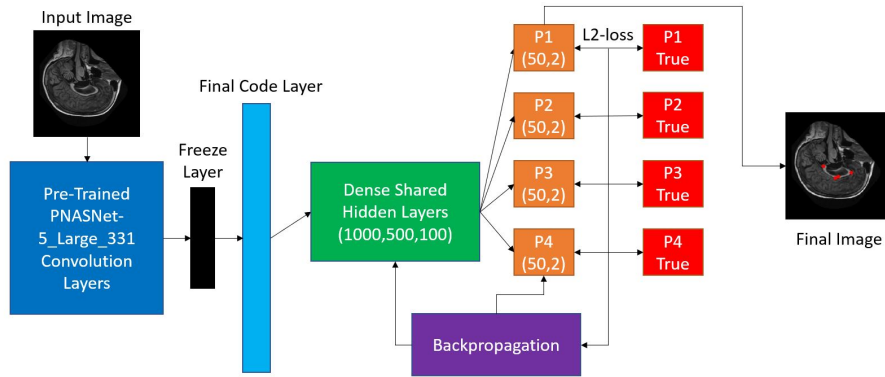 Input Image
Pre-Trained
PNASNet-
5_Large_331
Convolution
Layers
Freeze
Layer
Final Code Layer
Dense Shared
Hidden Layers
(1000,500,100)
P1
(50,2)
L2-loss
P1
True
P2
(50,2)
P2
True
P3
(50,2)
P3
True
P4
(50,2)
P4
True
Backpropagation
Final Image